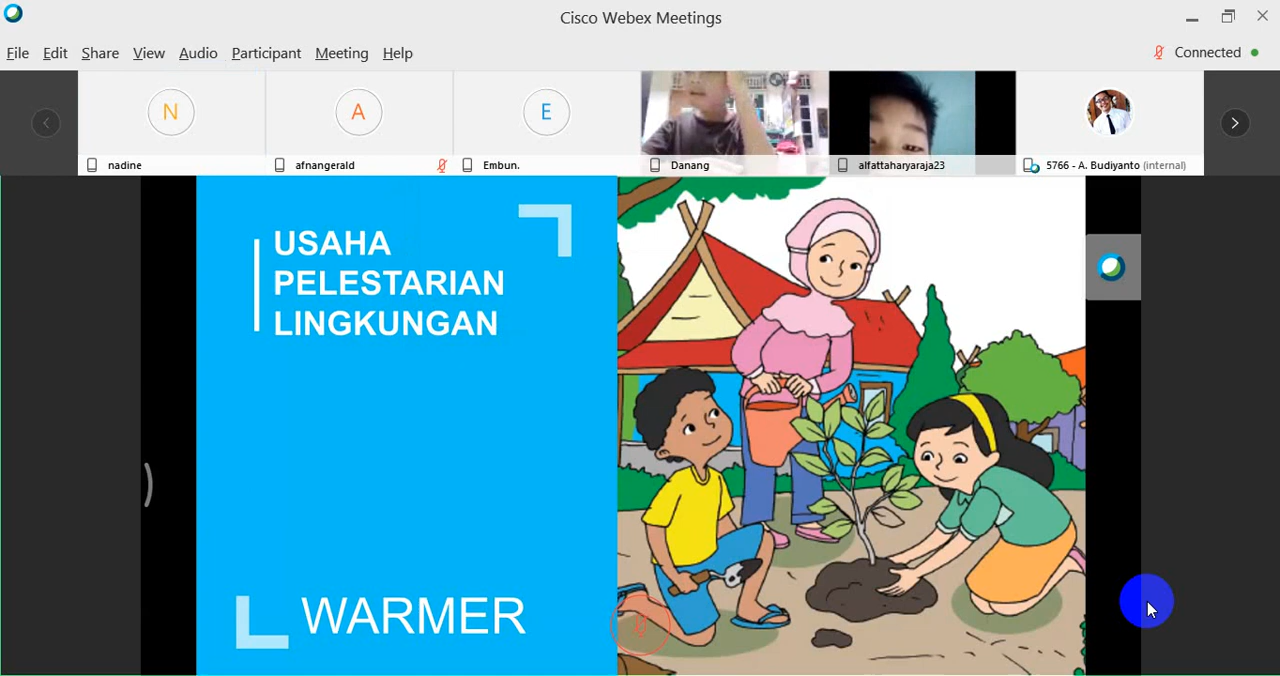 Cisco Webex Meetings
File Edit Share View Audio Participant Meeting Help
Connected
N
A
E
nadine
afnangerald
Embun.
Danang
alfattaharyaraja23
5766 - A. Budiyanto (internal)
USAHA
PELESTARIAN
LINGKUNGAN
WARMER